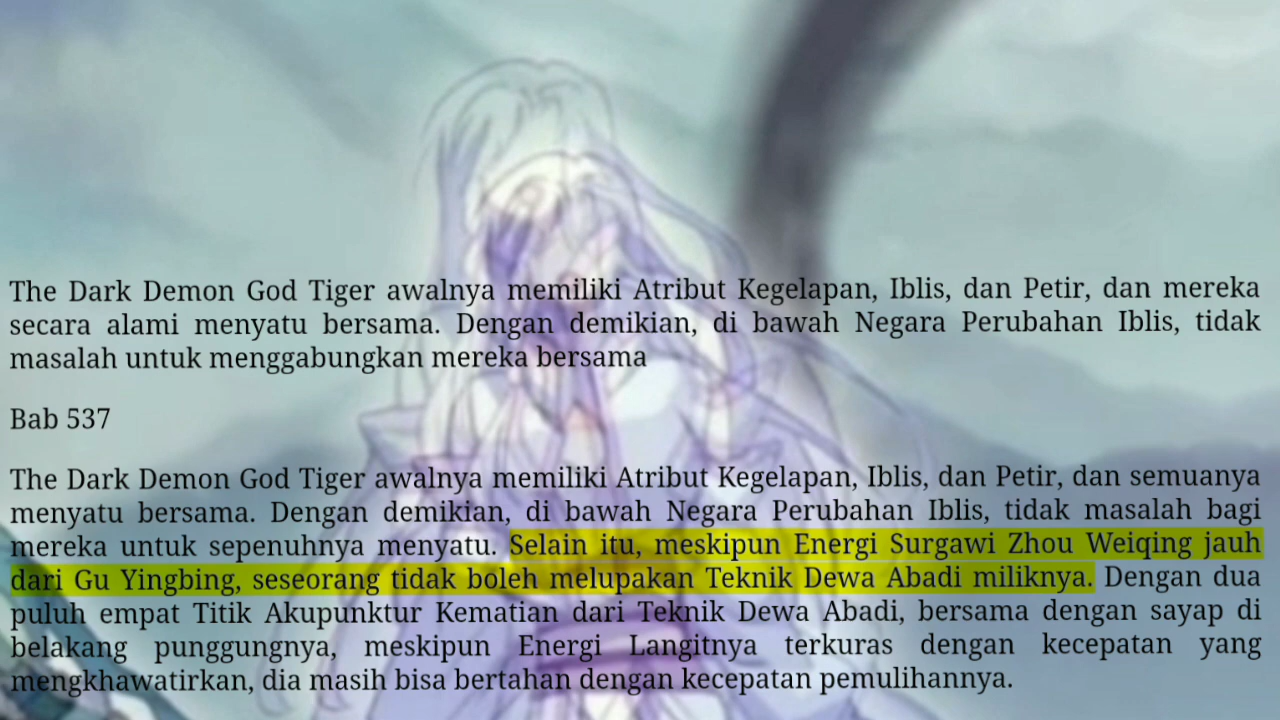 The Dark Demon God Tiger awalnya memiliki Atribut Kegelapan, Iblis, dan Petir, dan mereka
secara alami menyatu bersama. Dengan demikian, di bawah Negara Perubahan Iblis, tidak
masalah untuk menggabungkan mereka bersama
Bab 537
The Dark Demon God Tiger awalnya memiliki Atribut Kegelapan, Iblis, dan Petir, dan semuanya
menyatu bersama. Dengan demikian, di bawah Negara Perubahan Iblis, tidak masalah bagi
mereka untuk sepenuhnya menyatu. Selain itu, meskipun Energi Surgawi Zhou Weiqing jauh
dari Gu Yingbing, seseorang tidak boleh melupakan Teknik Dewa Abadi miliknya. Dengan dua
puluh empat Titik Akupunktur Kematian dari Teknik Dewa Abadi, bersama dengan sayap di
belakang punggungnya, meskipun Energi Langitnya terkuras dengan kecepatan yang
mengkhawatirkan, dia masih bisa bertahan dengan kecepatan pemulihannya.